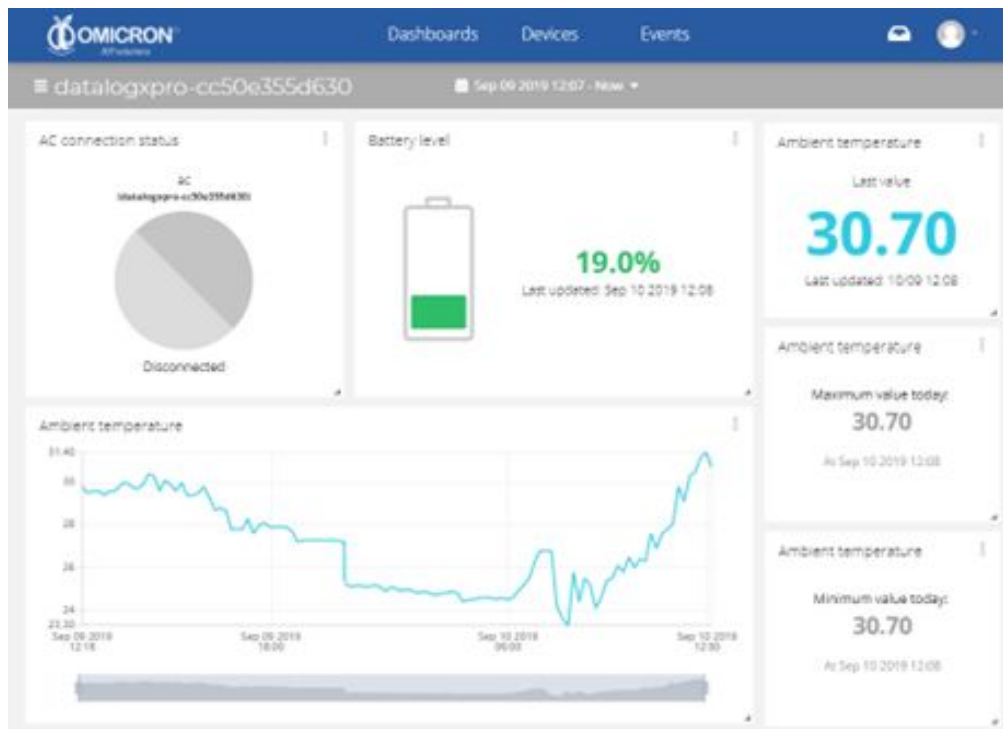 OMICRON
Dashboards Devices Events
datalogxpro-cc50e355d630
Sep 09 2019 12:07 - Now
AC connection status
ac
(datalogxpro-cc50e355d630)
Disconnected
Battery level
19.0%
Last updated: Sep 10 2019 12:08
Ambient temperature
Last value
30.70
Last updated: 10/09 12:08
Ambient temperature
Maximum value today:
30.70
At Sep 10 2019 12:08
Ambient temperature
31.40
30
28
26
24
23.30
Sep 09 2019
12:16
Sep 09 2019
18:00
Sep 10 2019
06:00
Sep 10 2019
12:00
Ambient temperature
Minimum value today:
30.70
At Sep 10 2019 12:08